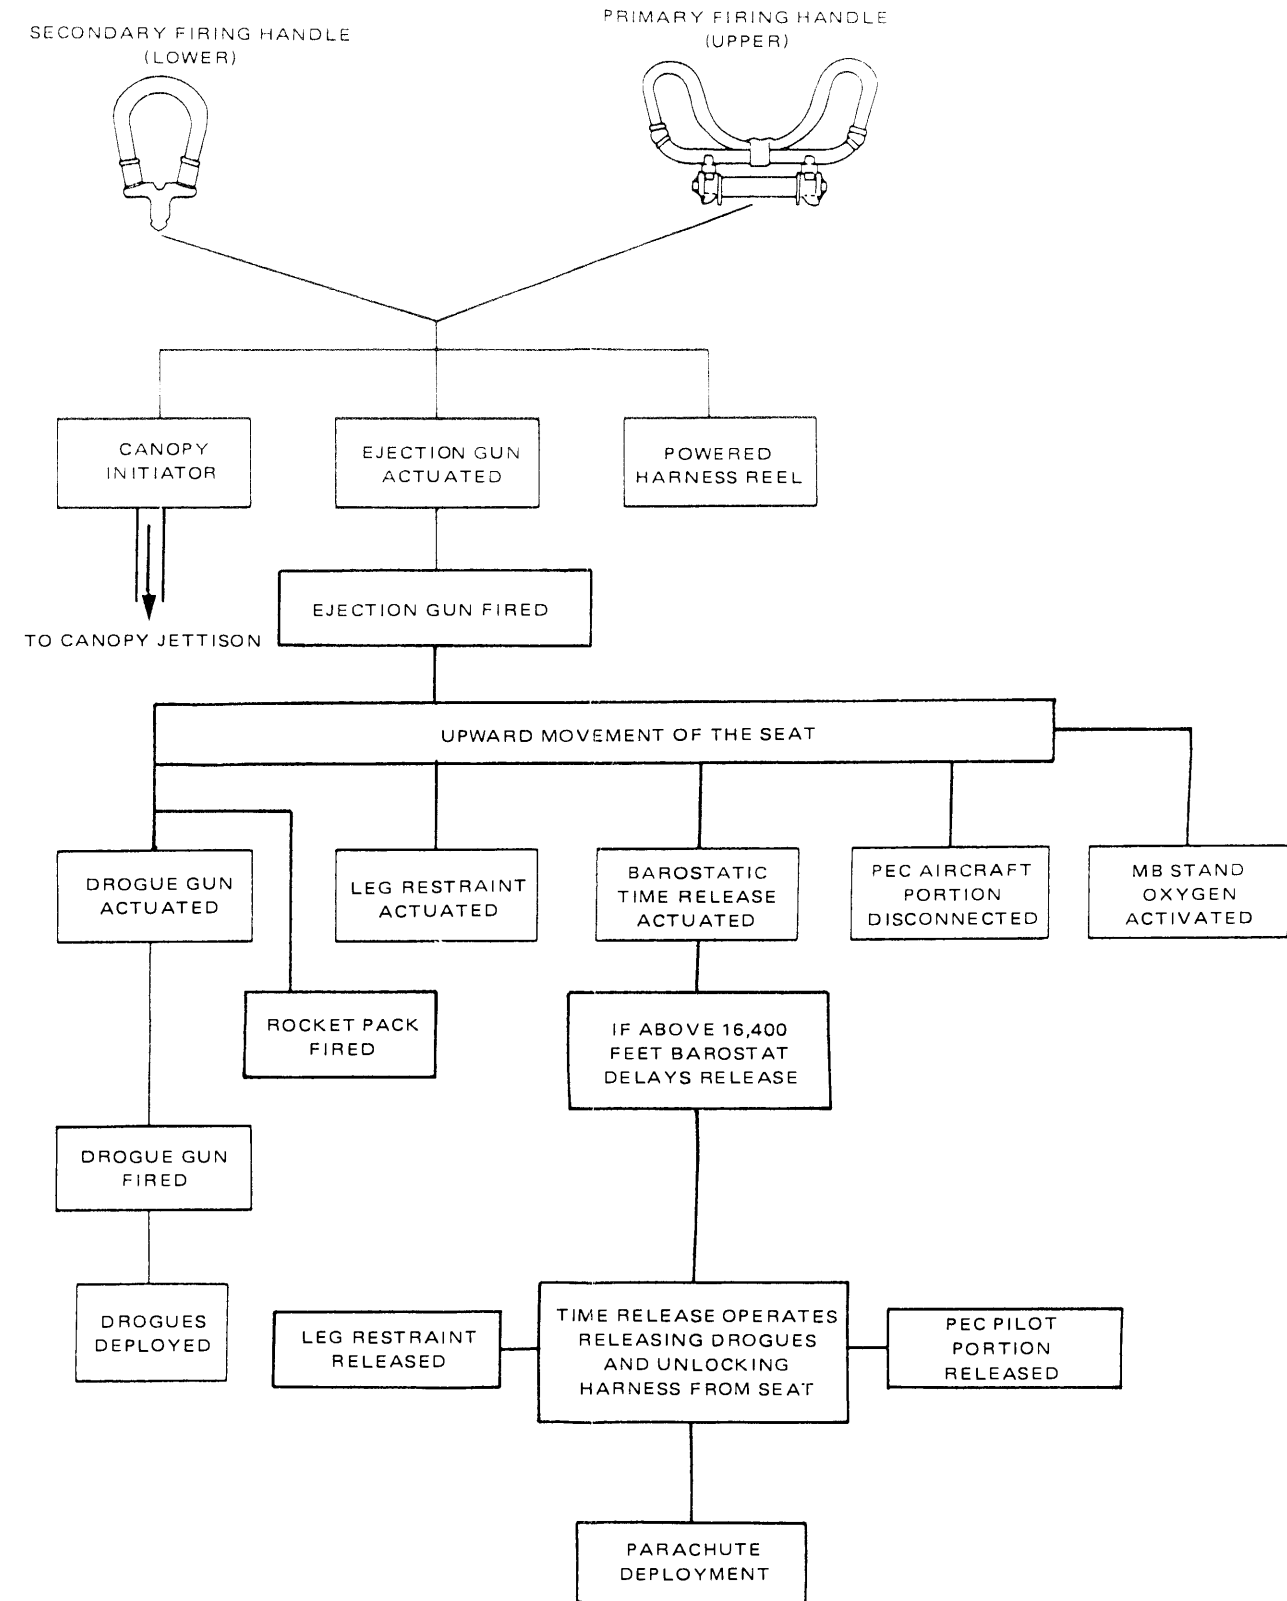 SECONDARY FIRING HANDLE
(LOWER)
PRIMARY FIRING HANDLE
(UPPER)
CANOPY
INITIATOR
EJECTION GUN
ACTUATED
POWERED
HARNESS REEL
TO CANOPY JETTISON
EJECTION GUN FIRED
UPWARD MOVEMENT OF THE SEAT
DROGUE GUN
ACTUATED
LEG RESTRAINT
ACTUATED
BAROSTATIC
TIME RELEASE
ACTUATED
PEC AIRCRAFT
PORTION
DISCONNECTED
MB STAND
OXYGEN
ACTIVATED
ROCKET PACK
FIRED
IF ABOVE 16,400
FEET BAROSTAT
DELAYS RELEASE
DROGUE GUN
FIRED
DROGUES
DEPLOYED
LEG RESTRAINT
RELEASED
TIME RELEASE OPERATES
RELEASING DROGUES
AND UNLOCKING
HARNESS FROM SEAT
PEC PILOT
PORTION
RELEASED
PARACHUTE
DEPLOYMENT